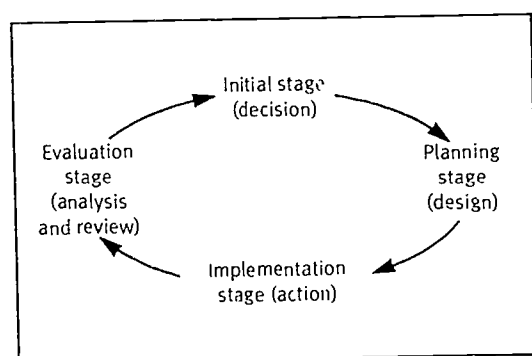 Initial stage
(decision)
Planning
stage
(design)
Implementation
stage (action)
Evaluation
stage
(analysis
and review)